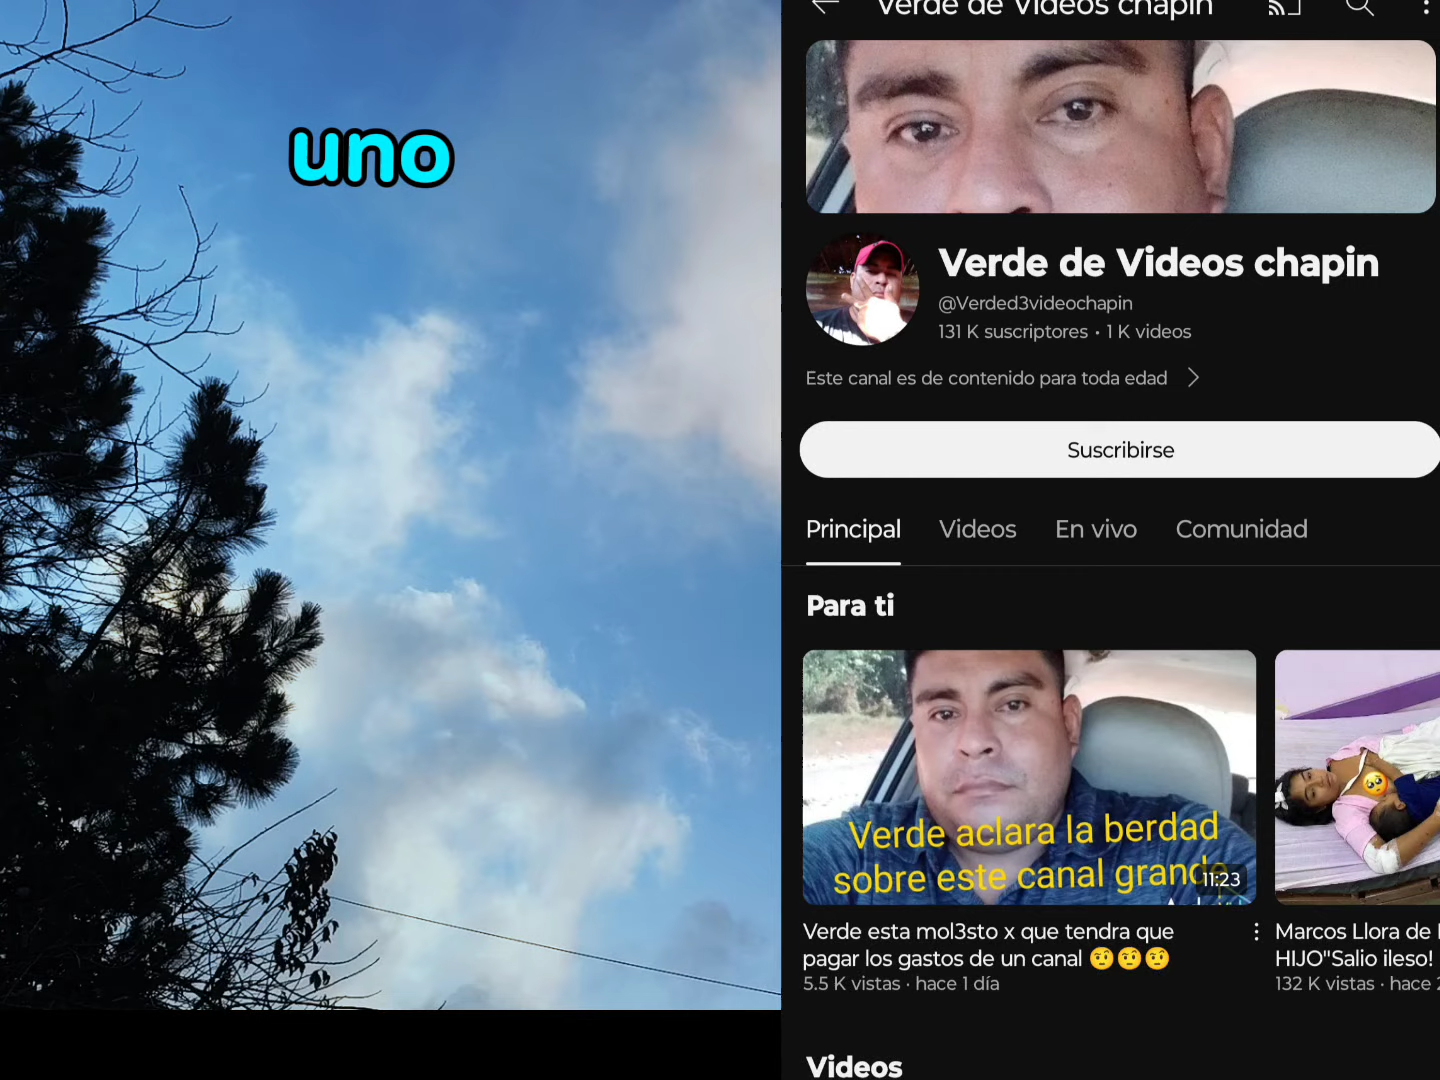 uno
Verde de Videos chapin
Verde de Videos chapin
@Verded3videochapin
131 K suscriptores · 1 K videos
Este canal es de contenido para toda edad
Suscribirse
Principal Videos En vivo Comunidad
Para ti
Verde aclara la berdad
sobre este canal grande
11:23
Verde esta mol3sto x que tendra que
pagar los gastos de un canal 🤨🤨🤨
5.5 K vistas · hace 1 día
Marcos Llora de
HIJO"Salio ileso!
132 K vistas · hace
Videos